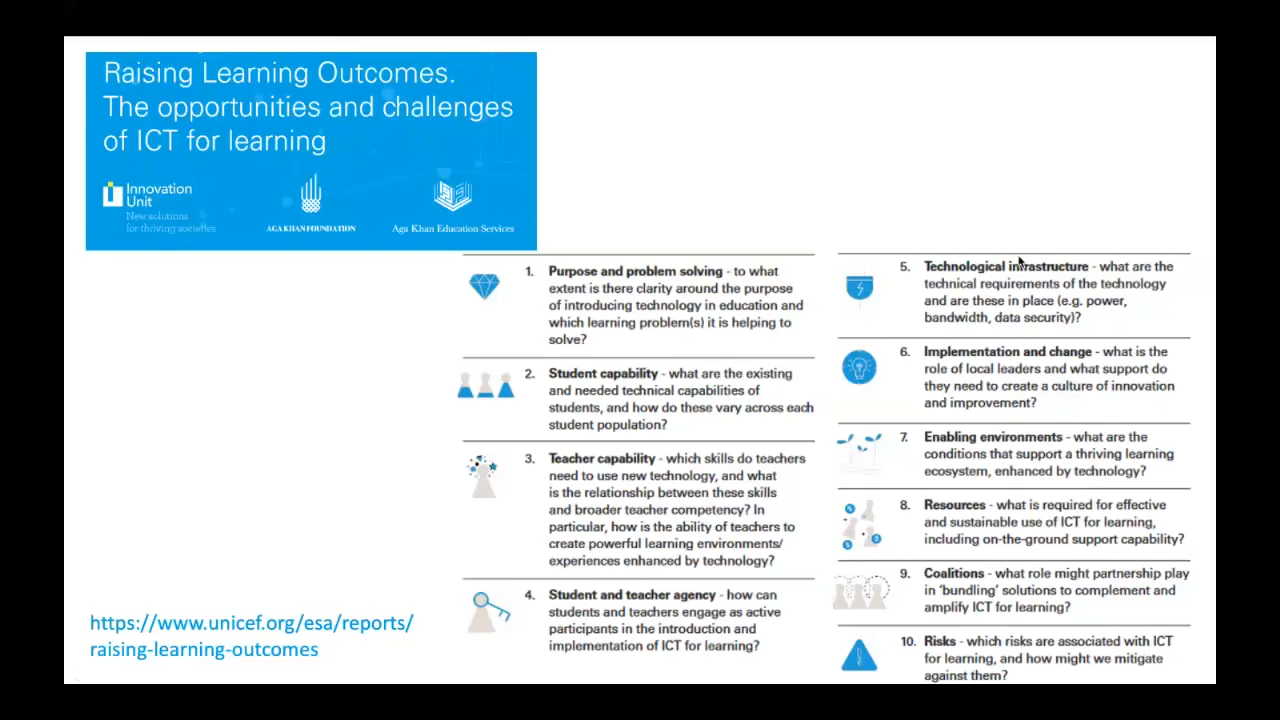 Raising Learning Outcomes.
The opportunities and challenges
of ICT for learning
Innovation
Unit
New solutions
for thriving societies
AGA KHAN FOUNDATION
Aga Khan Education Services
1. Purpose and problem solving - to what
extent is there clarity around the purpose
of introducing technology in education and
which learning problem(s) it is helping to
solve?
2. Student capability - what are the existing
and needed technical capabilities of
students, and how do these vary across each
student population?
3. Teacher capability - which skills do teachers
need to use new technology, and what
is the relationship between these skills
and broader teacher competency? In
particular, how is the ability of teachers to
create powerful learning environments/
experiences enhanced by technology?
4. Student and teacher agency - how can
students and teachers engage as active
participants in the introduction and
implementation of ICT for learning?
5. Technological infrastructure - what are the
technical requirements of the technology
and are these in place (e.g. power,
bandwidth, data security)?
6. Implementation and change - what is the
role of local leaders and what support do
they need to create a culture of innovation
and improvement?
7. Enabling environments - what are the
conditions that support a thriving learning
ecosystem, enhanced by technology?
8. Resources - what is required for effective
and sustainable use of ICT for learning,
including on-the-ground support capability?
9. Coalitions - what role might partnership play
in ‘bundling’ solutions to complement and
amplify ICT for learning?
10. Risks - which risks are associated with ICT
for learning, and how might we mitigate
against them?
https://www.unicef.org/esa/reports/
raising-learning-outcomes